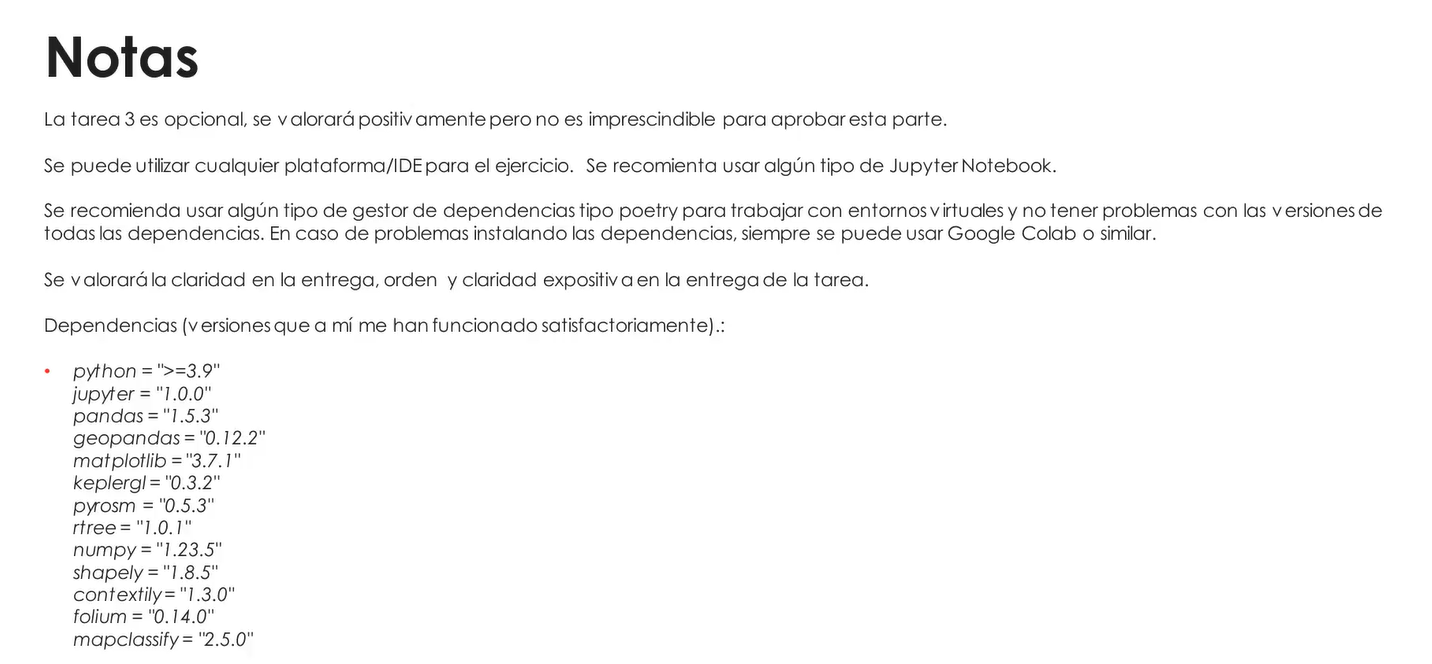 Notas
La tarea 3 es opcional, se valorará positivamente pero no es imprescindible para aprobar esta parte.
Se puede utilizar cualquier plataforma/IDE para el ejercicio. Se recomienta usar algún tipo de Jupyter Notebook.
Se recomienda usar algún tipo de gestor de dependencias tipo poetry para trabajar con entornos virtuales y no tener problemas con las versiones de
todas las dependencias. En caso de problemas instalando las dependencias, siempre se puede usar Google Colab o similar.
Se valorará la claridad en la entrega, orden y claridad expositiva en la entrega de la tarea.
Dependencias (versiones que a mí me han funcionado satisfactoriamente).:
• python = ">=3.9"
jupyter = "1.0.0"
pandas = "1.5.3"
geopandas = "0.12.2"
matplotlib = "3.7.1"
keplergl = "0.3.2"
pyrosm = "0.5.3"
rtree = "1.0.1"
numpy = "1.23.5"
shapely = "1.8.5"
contextily = "1.3.0"
folium = "0.14.0"
mapclassify = "2.5.0"